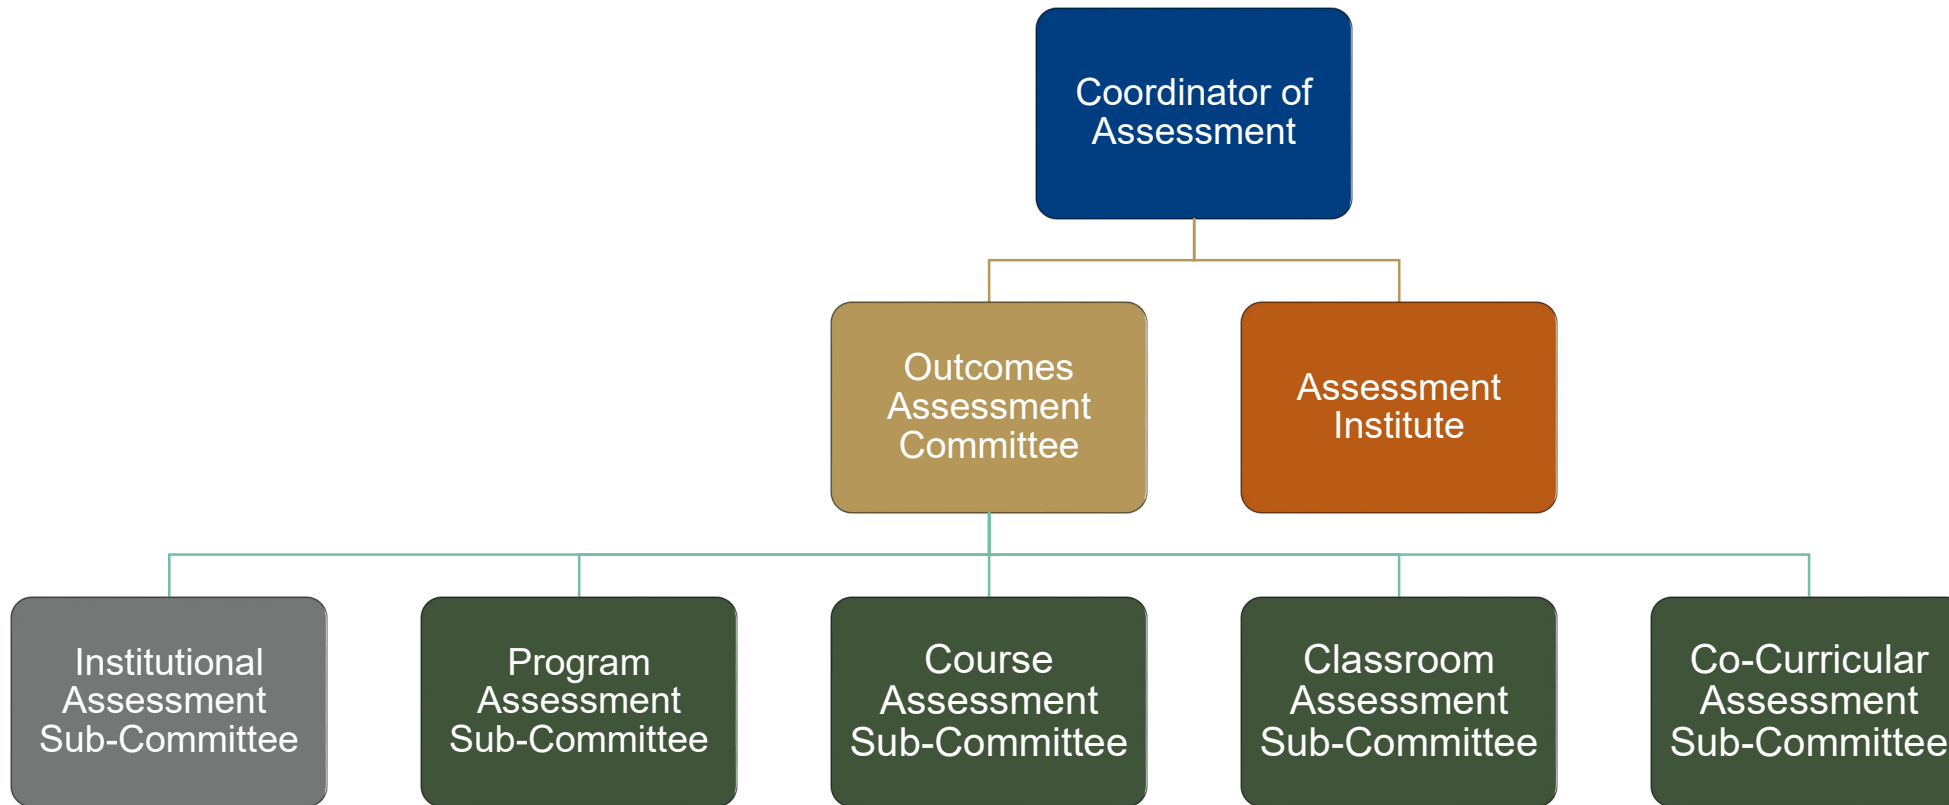 Coordinator of
Assessment
Outcomes
Assessment
Committee
Assessment
Institute
Institutional
Assessment
Sub-Committee
Program
Assessment
Sub-Committee
Course
Assessment
Sub-Committee
Classroom
Assessment
Sub-Committee
Co-Curricular
Assessment
Sub-Committee